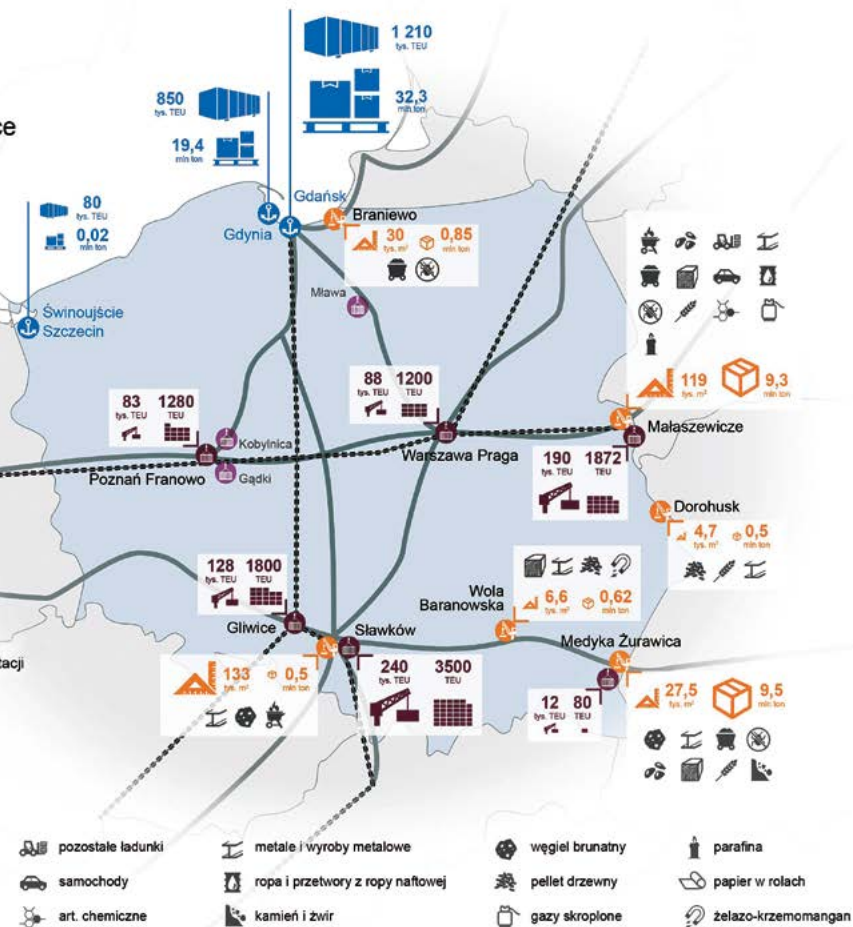 1 210
tys. TEU
32,3
mln ton
850
tys. TEU
19,4
mln ton
ce
80
tys. TEU
0,02
mln ton
Gdańsk
Gdynia
Braniewo
30
tys. m²
0,85
mln ton
Świnoujście
Szczecin
Mława
83
tys. TEU
1280
TEU
88
tys. TEU
1200
TEU
119
tys. m²
9,3
mln ton
Kobylnica
Poznań Franowo
Gądki
Warszawa Praga
Małaszewicze
190
tys. TEU
1872
TEU
Dorohusk
4,7
tys. m²
0,5
mln ton
128
tys. TEU
1800
TEU
Wola
Baranowska
6,6
tys. m²
0,62
mln ton
Gliwice
Sławków
Medyka Żurawica
tacji
133
tys. m²
0,5
mln ton
240
tys. TEU
3500
TEU
12
tys. TEU
80
TEU
27,5
tys. m²
9,5
mln ton
pozostałe ładunki
metale i wyroby metalowe
węgiel brunatny
parafina
samochody
ropa i przetwory z ropy naftowej
pellet drzewny
papier w rolach
art. chemiczne
kamień i żwir
gazy skroplone
żelazo-krzemomangan